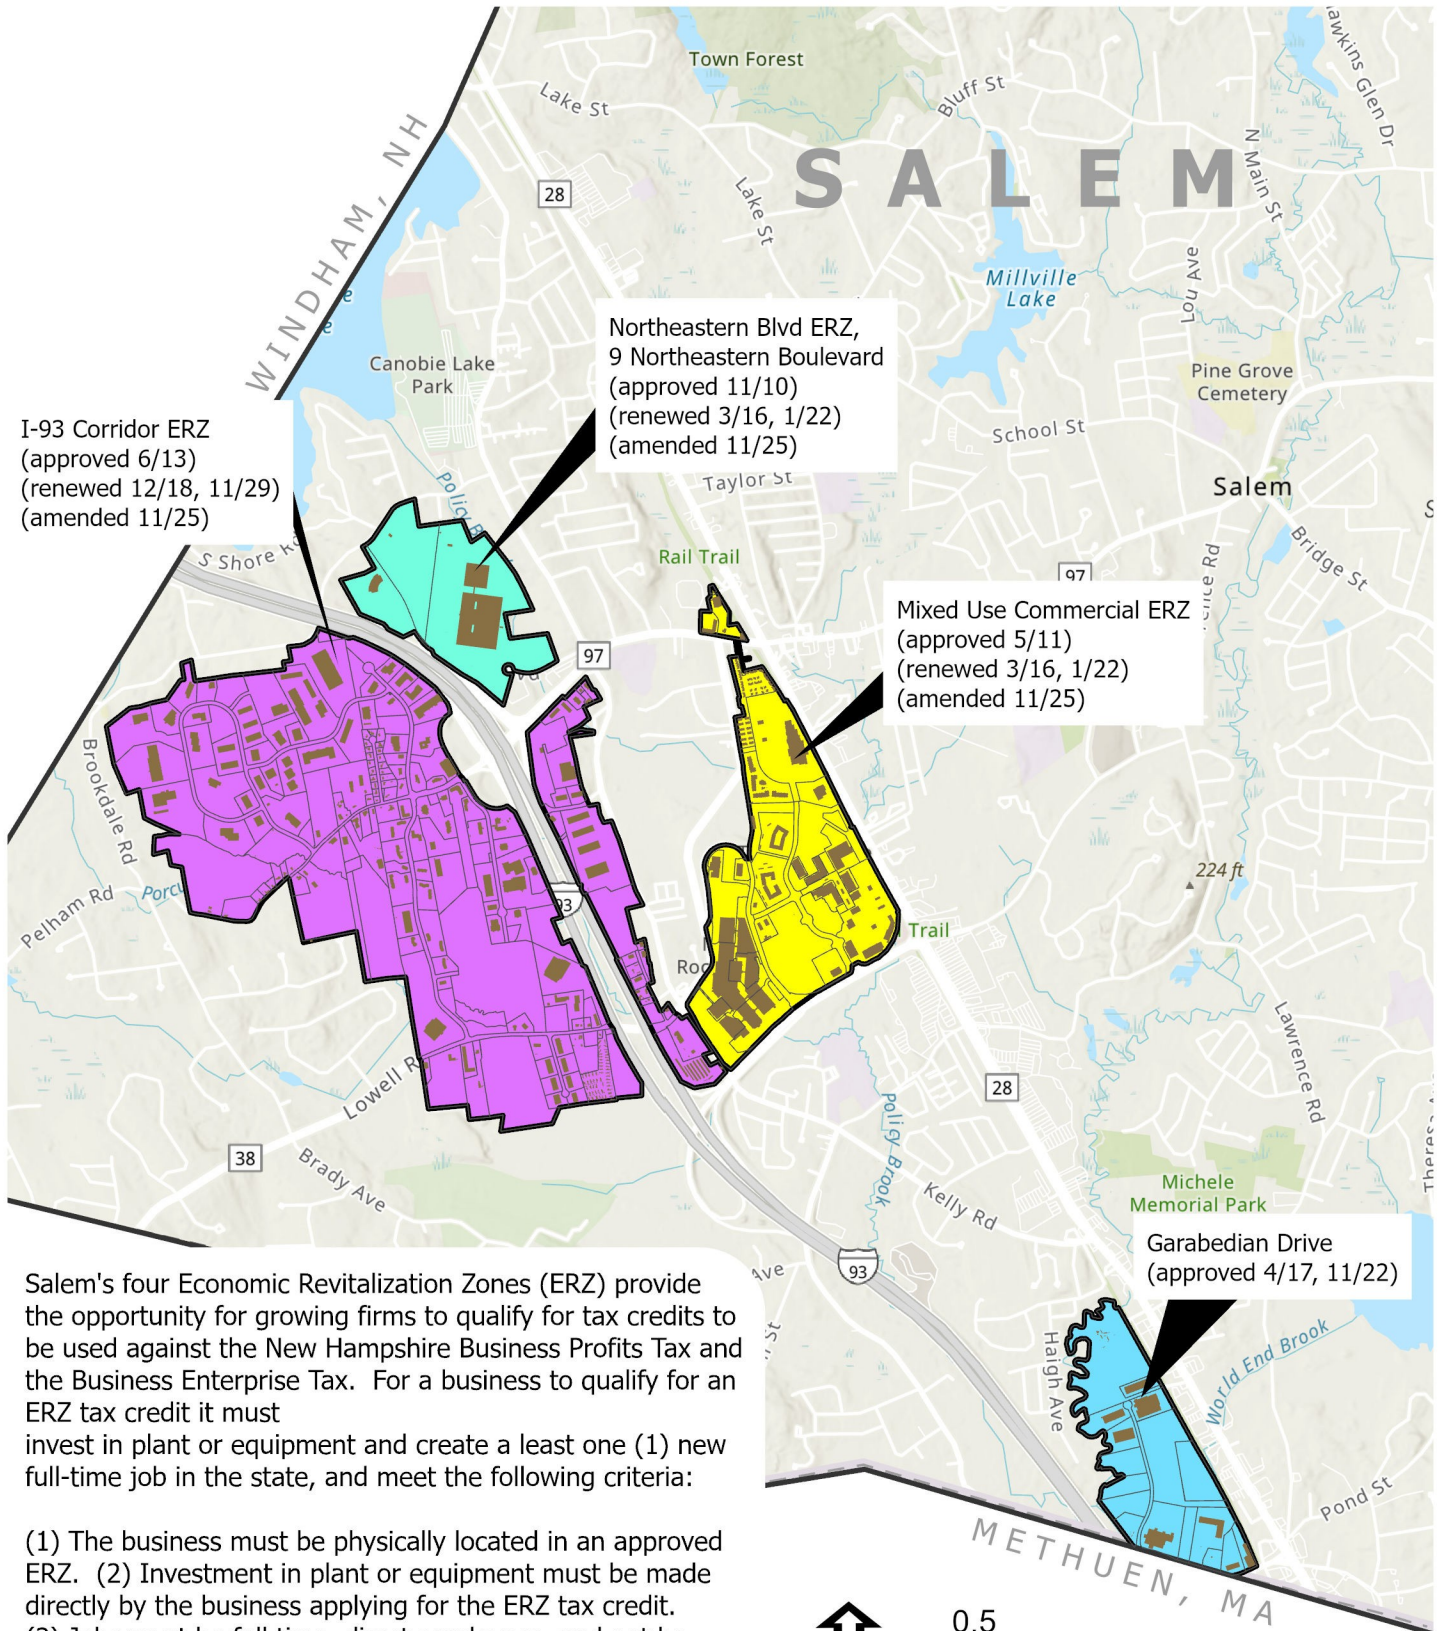 Town Forest
Lake St
Bluff St
N Main St
SALEM
28
Lake St
WINDHAM, NH
Lou Ave
Millville
Lake
Northeastern Blvd ERZ,
9 Northeastern Boulevard
(approved 11/10)
(renewed 3/16, 1/22)
(amended 11/25)
Canobie Lake
Park
Pine Grove
Cemetery
I-93 Corridor ERZ
(approved 6/13)
(renewed 12/18, 11/29)
(amended 11/25)
School St
Taylor St
Salem
Policy
S Shore
Bridge St
Rail Trail
97
Mixed Use Commercial ERZ
(approved 5/11)
(renewed 3/16, 1/22)
(amended 11/25)
97
Brookdale Rd
224 ft
Pelham Rd
93
Trail
Lawrence Rd
Lowell
28
38
Brady Ave
Policy Brook
Kelly Rd
Michele
Memorial Park
Garabedian Drive
(approved 4/17, 11/22)
93
Ave
Haigh Ave
World End Brook
Pond St
METHUEN, MA
Salem's four Economic Revitalization Zones (ERZ) provide
the opportunity for growing firms to qualify for tax credits to
be used against the New Hampshire Business Profits Tax and
the Business Enterprise Tax. For a business to qualify for an
ERZ tax credit it must
invest in plant or equipment and create a least one (1) new
full-time job in the state, and meet the following criteria:
(1) The business must be physically located in an approved
ERZ. (2) Investment in plant or equipment must be made
directly by the business applying for the ERZ tax credit.
0.5